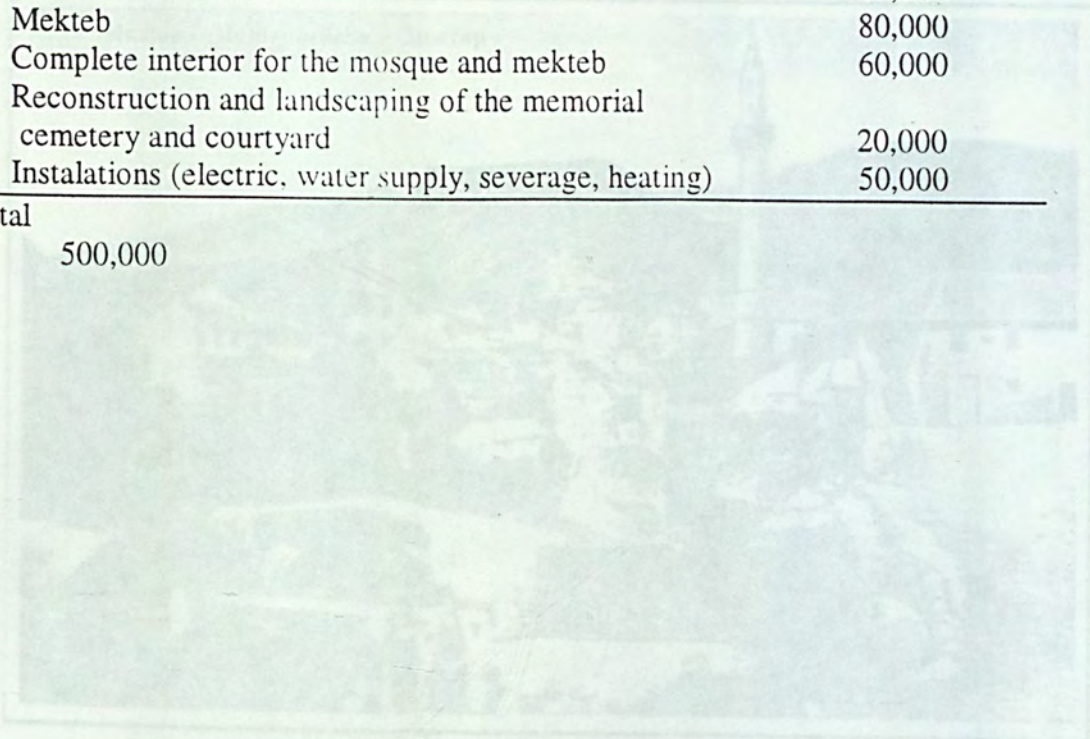 Mekteb 80,000
Complete interior for the mosque and mekteb 60,000
Reconstruction and landscaping of the memorial
cemetery and courtyard 20,000
Instalations (electric, water supply, severage, heating) 50,000
tal
500,000